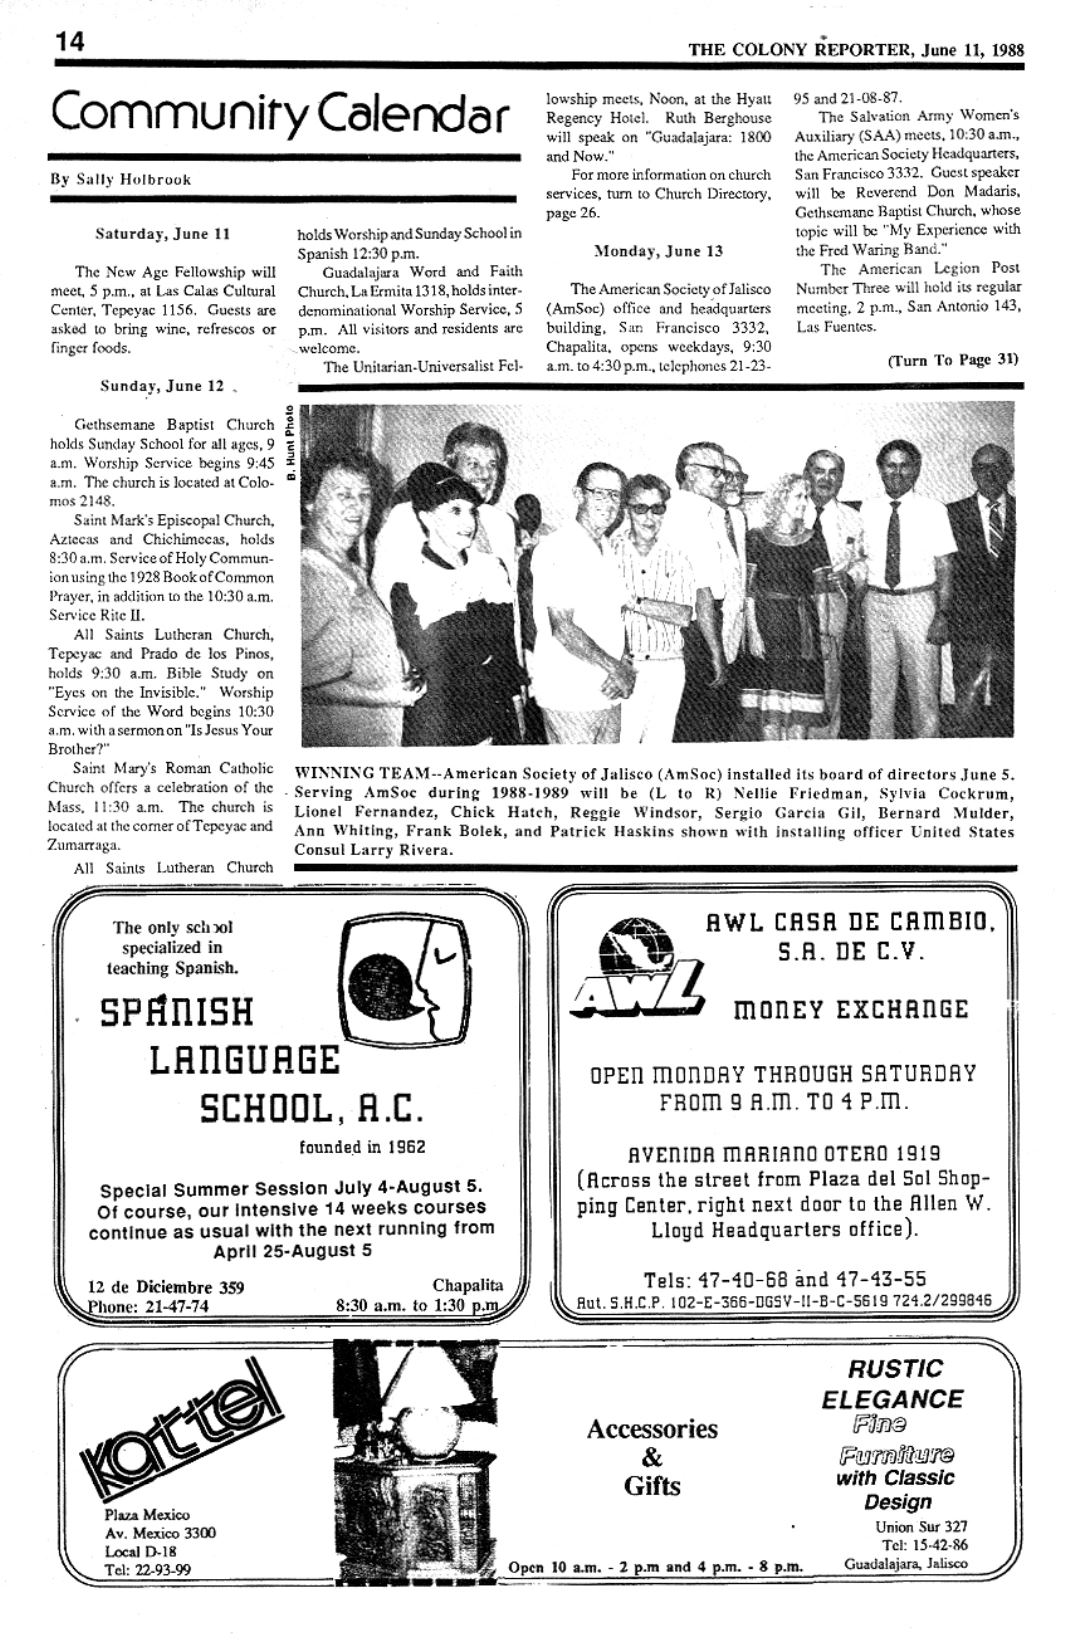 14
THE COLONY REPORTER, June 11, 1988
Community Calendar
By Sally Holbrook
Saturday, June 11
The New Age Fellowship will
meet, 5 p.m., at Las Calas Cultural
Center, Tepeyac 1156. Guests are
asked to bring wine, refrescos or
finger foods.
Sunday, June 12
Gethsemane Baptist Church
holds Sunday School for all ages, 9
a.m. Worship Service begins 9:45
a.m. The church is located at Colo-
mos 2148.
Saint Mark's Episcopal Church,
Aztecas and Chichimecas, holds
8:30 a.m. Service of Holy Commun-
ion using the 1928 Book of Common
Prayer, in addition to the 10:30 a.m.
Service Rite II.
All Saints Lutheran Church,
Tepeyac and Prado de los Pinos,
holds 9:30 a.m. Bible Study on
"Eyes on the Invisible." Worship
Service of the Word begins 10:30
a.m. with a sermon on "Is Jesus Your
Brother?"
Saint Mary's Roman Catholic
Church offers a celebration of the
Mass, 11:30 a.m. The church is
located at the corner of Tepeyac and
Zumarraga.
All Saints Lutheran Church
holds Worship and Sunday School in
Spanish 12:30 p.m.
Guadalajara Word and Faith
Church, La Ermita 1318, holds inter-
denominational Worship Service, 5
p.m. All visitors and residents are
welcome.
The Unitarian-Universalist Fel-
lowship meets, Noon, at the Hyatt
Regency Hotel. Ruth Berghouse
will speak on "Guadalajara: 1800
and Now."
For more information on church
services, turn to Church Directory,
page 26.
Monday, June 13
The American Society of Jalisco
(AmSoc) office and headquarters
building, San Francisco 3332,
Chapalita, opens weekdays, 9:30
a.m. to 4:30 p.m., telephones 21-23-
95 and 21-08-87.
The Salvation Army Women's
Auxiliary (SAA) meets, 10:30 a.m.,
the American Society Headquarters,
San Francisco 3332. Guest speaker
will be Reverend Don Madaris,
Gethsemane Baptist Church, whose
topic will be "My Experience with
the Fred Waring Band."
The American Legion Post
Number Three will hold its regular
meeting, 2 p.m., San Antonio 143,
Las Fuentes.
(Turn To Page 31)
B. Hunt Photo
WINNING TEAM--American Society of Jalisco (AmSoc) installed its board of directors June 5.
Serving AmSoc during 1988-1989 will be (L to R) Nellie Friedman, Sylvia Cockrum,
Lionel Fernandez, Chick Hatch, Reggie Windsor, Sergio Garcia Gil, Bernard Mulder,
Ann Whiting, Frank Bolek, and Patrick Haskins shown with installing officer United States
Consul Larry Rivera.
The only school
specialized in
teaching Spanish.
SPANISH
LANGUAGE
SCHOOL, A.C.
founded in 1962
Special Summer Session July 4-August 5.
Of course, our intensive 14 weeks courses
continue as usual with the next running from
April 25-August 5
12 de Diciembre 359
Chapalita
Phone: 21-47-74
8:30 a.m. to 1:30 p.m
AWL
AWL CASA DE CAMBIO,
S.A. DE C.V.
MONEY EXCHANGE
OPEN MONDAY THROUGH SATURDAY
FROM 9 A.M. TO 4 P.M.
AVENIDA MARIANO OTERO 1919
(Across the street from Plaza del Sol Shop-
ping Center, right next door to the Allen W.
Lloyd Headquarters office).
Tels: 47-40-68 and 47-43-55
Aut. S.H.C.P. 102-E-366-DGSV-II-B-C-5619 724.2/299846
kattel
Plaza Mexico
Av. Mexico 3300
Local D-18
Tel: 22-93-99
Accessories
&
Gifts
Open 10 a.m. - 2 p.m and 4 p.m. - 8 p.m.
RUSTIC
ELEGANCE
Fine
Furniture
with Classic
Design
Union Sur 327
Tel: 15-42-86
Guadalajara, Jalisco